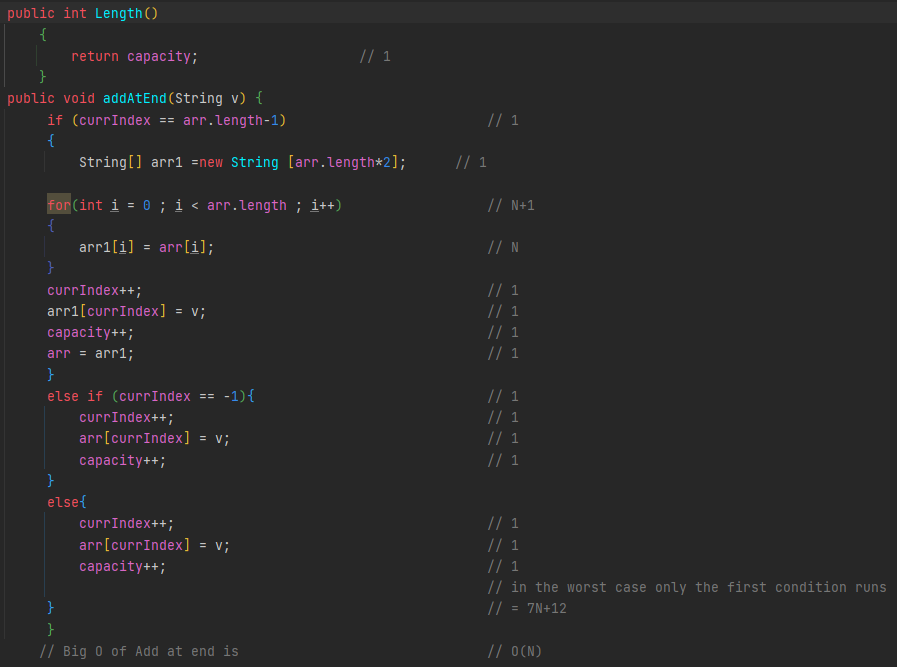 public int Length()
{
return capacity; // 1
}
public void addAtEnd(String v) {
if (currIndex == arr.length-1) // 1
{
String[] arr1 =new String [arr.length*2]; // 1
for(int i = 0 ; i < arr.length ; i++) // N+1
{
arr1[i] = arr[i]; // N
}
currIndex++; // 1
arr1[currIndex] = v; // 1
capacity++; // 1
arr = arr1; // 1
}
else if (currIndex == -1){ // 1
currIndex++; // 1
arr[currIndex] = v; // 1
capacity++; // 1
}
else{
currIndex++; // 1
arr[currIndex] = v; // 1
capacity++; // 1
// in the worst case only the first condition runs
} // = 7N+12
}
// Big O of Add at end is // O(N)